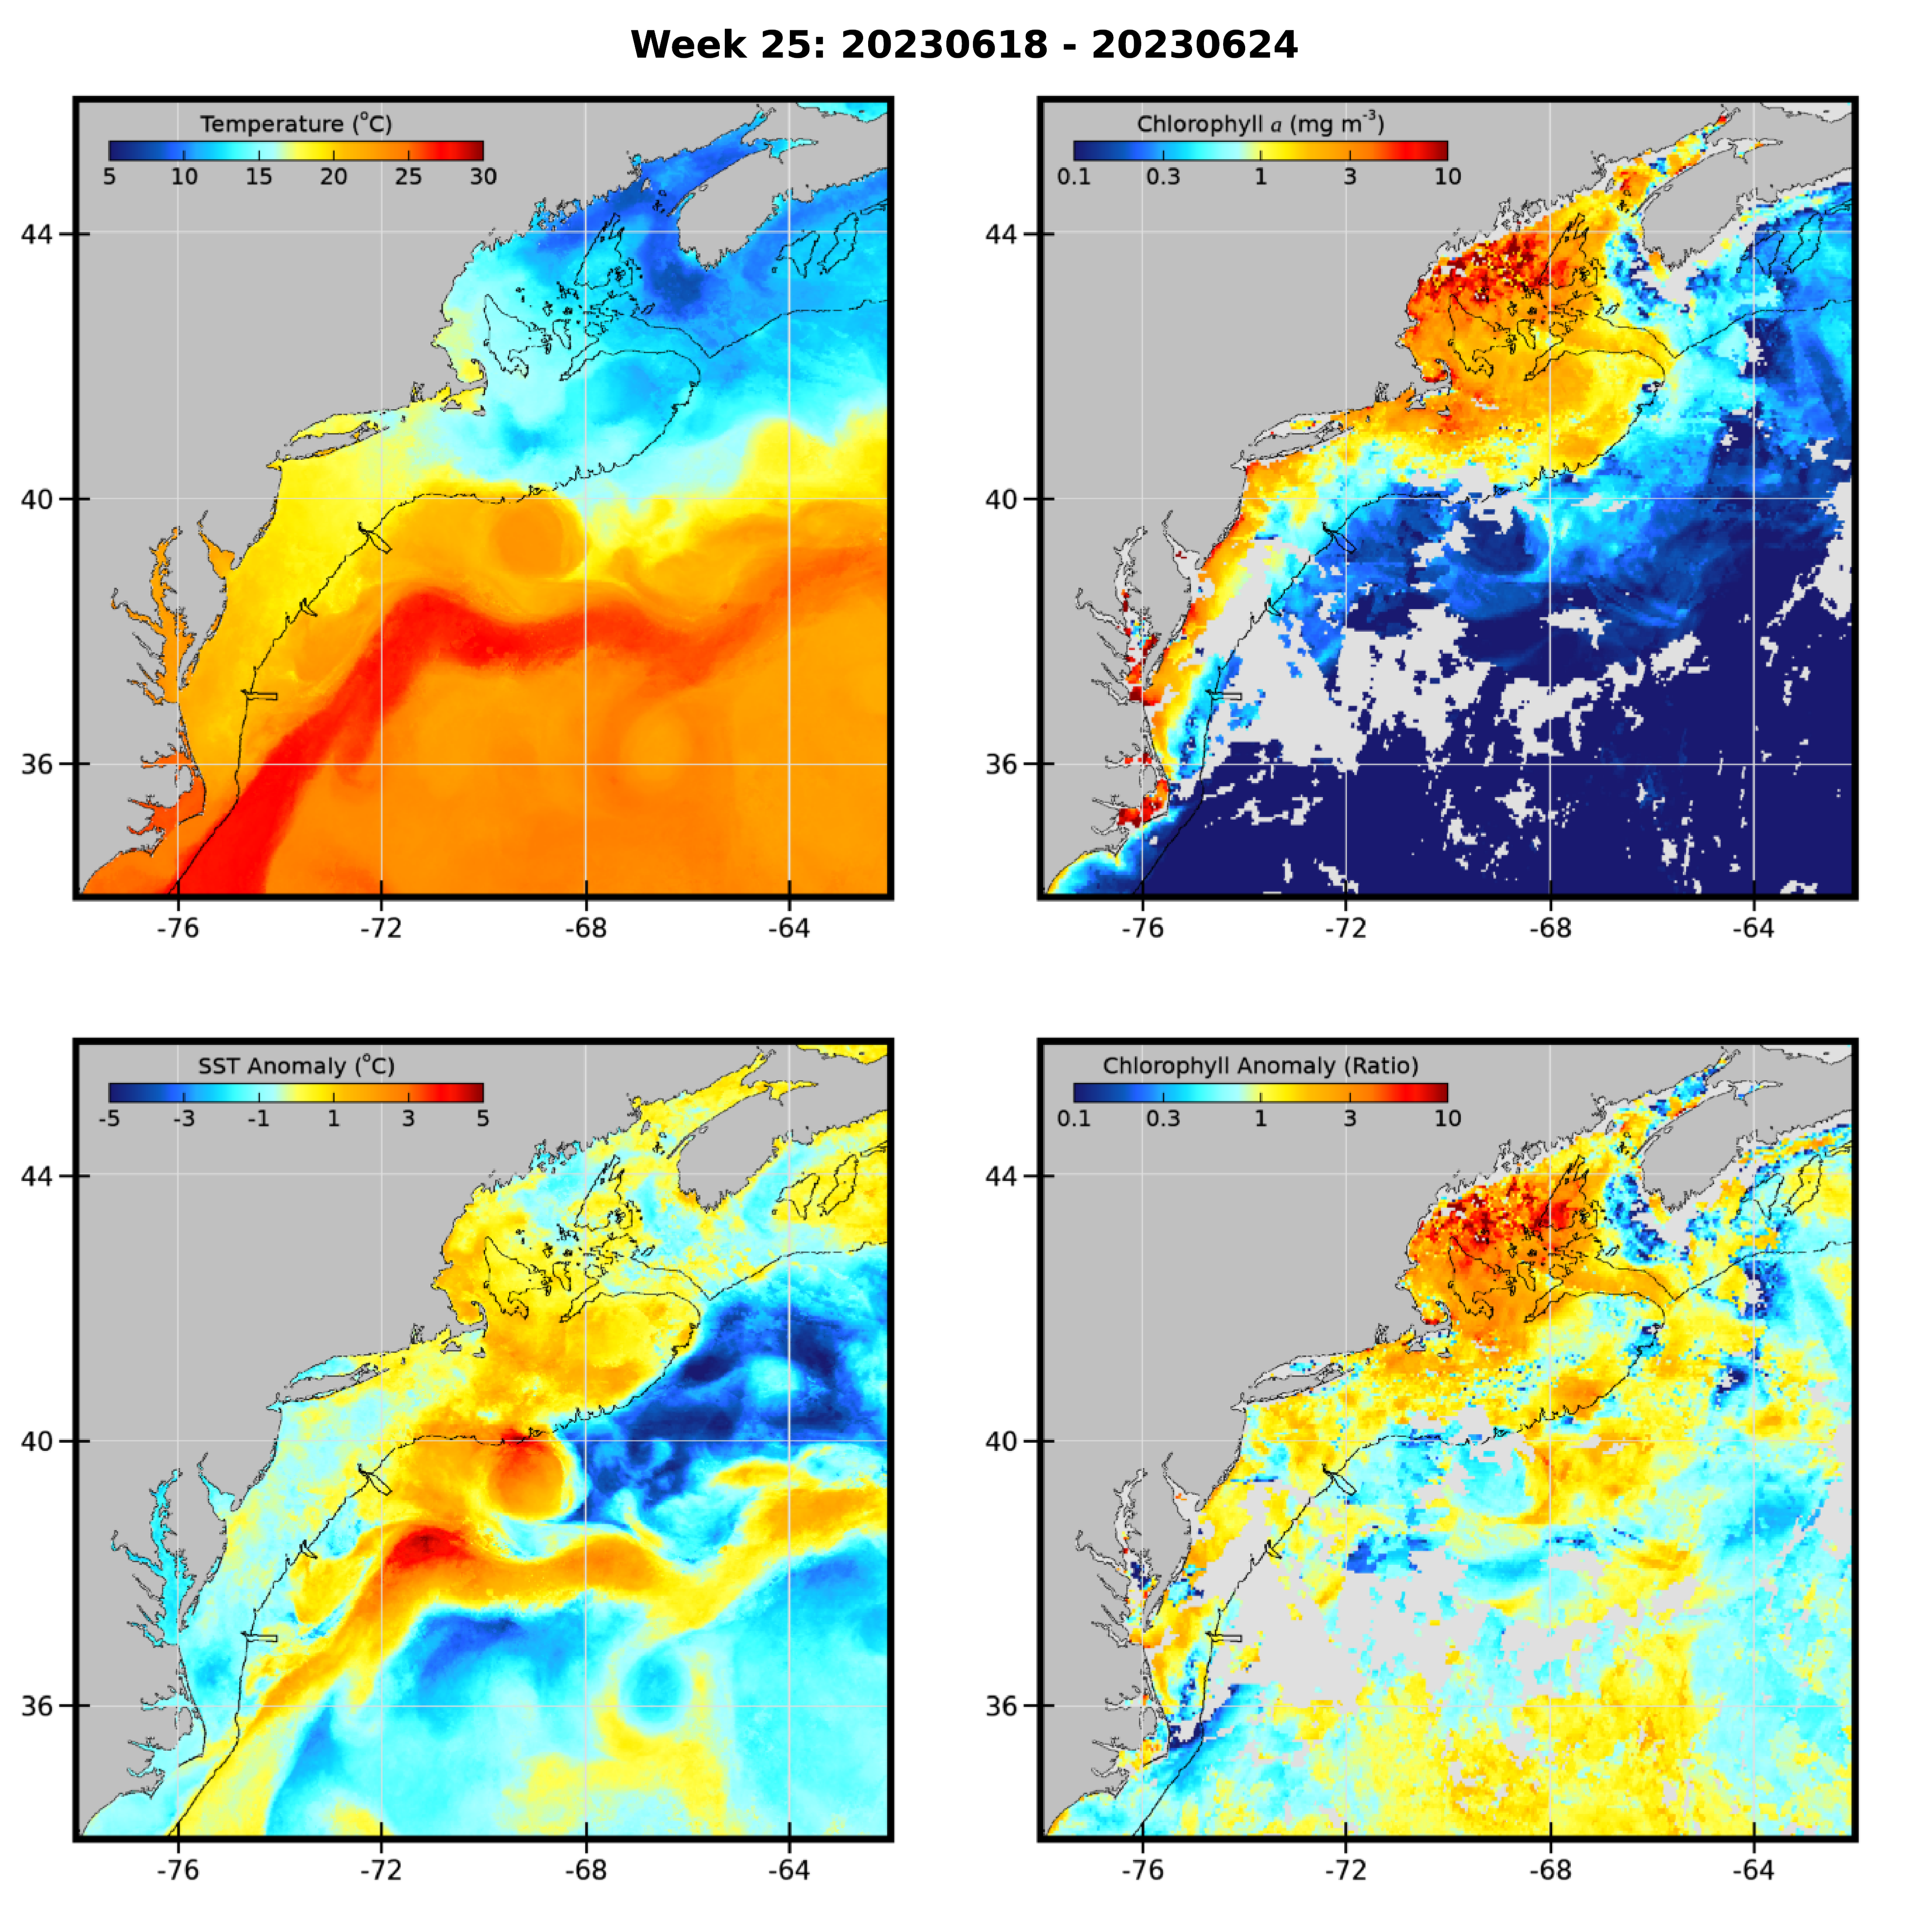 Week 25: 20230618 - 20230624
Temperature (°C)
5 10 15 20 25 30
44
40
36
-76 -72 -68 -64
Chlorophyll a (mg m⁻³)
0.1 0.3 1 3 10
44
40
36
-76 -72 -68 -64
SST Anomaly (°C)
-5 -3 -1 1 3 5
44
40
36
-76 -72 -68 -64
Chlorophyll Anomaly (Ratio)
0.1 0.3 1 3 10
44
40
36
-76 -72 -68 -64